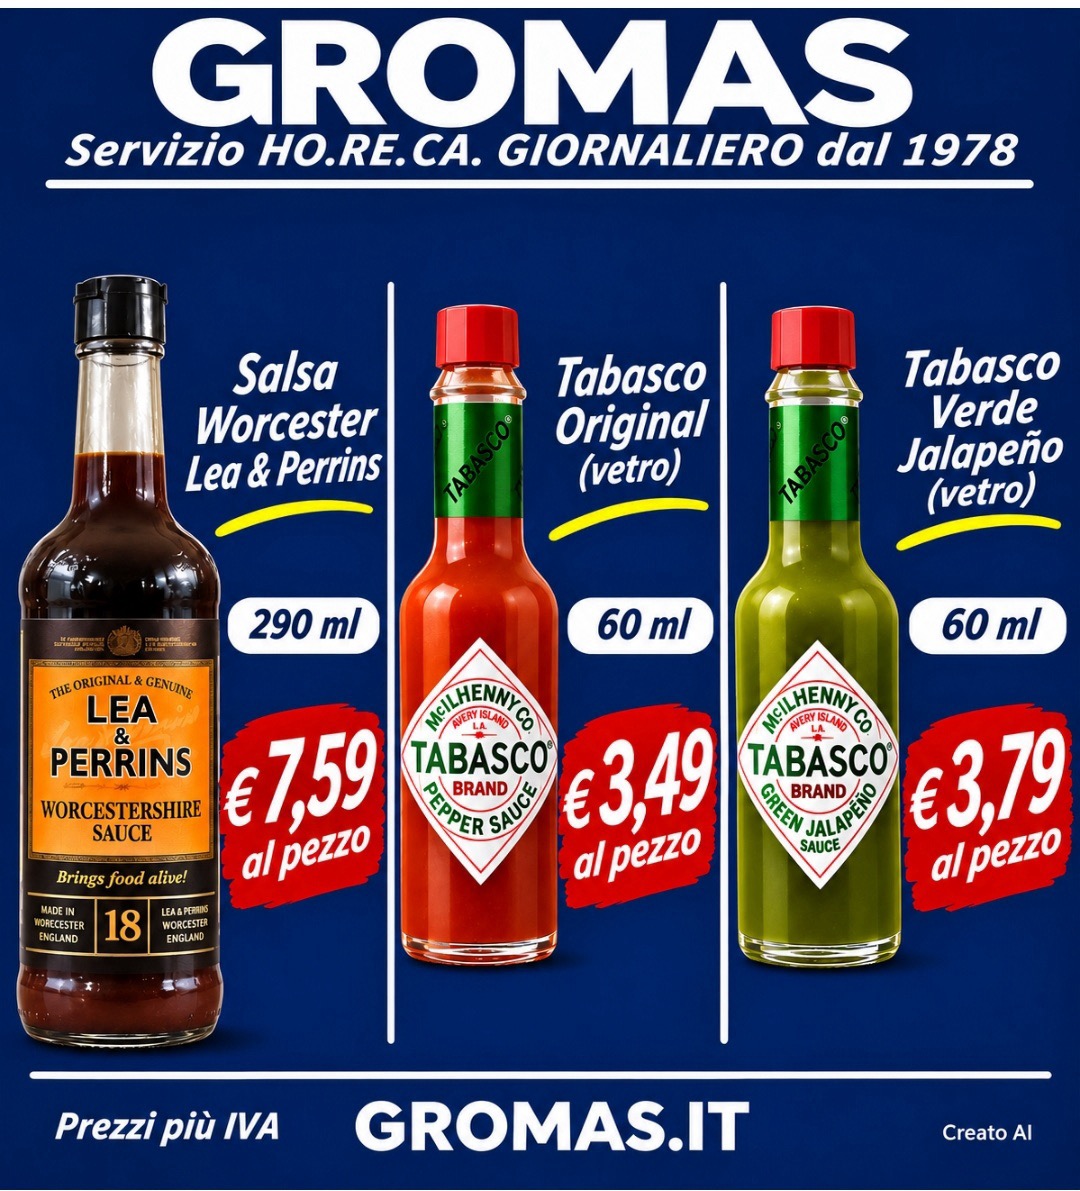 GROMAS
Servizio HO.RE.CA. GIORNALIERO dal 1978
Salsa
Worcester
Lea & Perrins
290 ml
€ 7,59
al pezzo
THE ORIGINAL & GENUINE
LEA
&
PERRINS
WORCESTERSHIRE
SAUCE
Brings food alive!
MADE IN
WORECESTER
ENGLAND
18
LEA & PERRINS
WORCESTER
ENGLAND
Tabasco
Original
(vetro)
60 ml
€ 3,49
al pezzo
TABASCO®
McILHENNY CO.
AVERY ISLAND
LA.
TABASCO®
BRAND
PEPPER SAUCE
Tabasco
Verde
Jalapeño
(vetro)
60 ml
€ 3,79
al pezzo
TABASCO®
McILHENNY CO.
AVERY ISLAND
LA.
TABASCO®
BRAND
GREEN JALAPEÑO
SAUCE
Prezzi più IVA
GROMAS.IT
Creato AI